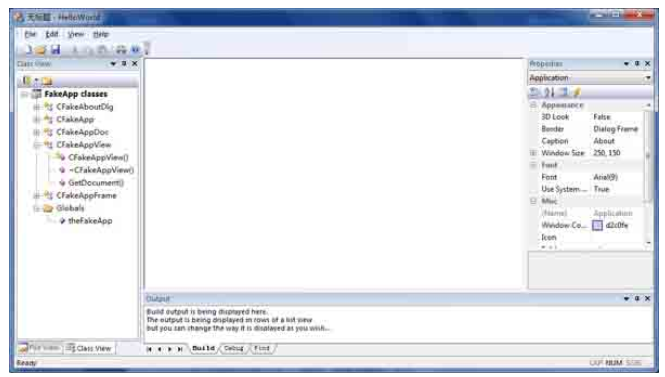 无标题 - HelloWorld
File Edit View Help
Class View
FakeApp classes
CFakeAboutDlg
CFakeApp
CFakeAppDoc
CFakeAppView
CFakeAppView()
~CFakeAppView()
GetDocument()
CFakeAppFrame
Globals
theFakeApp
File View Class View
Properties
Application
Appearance
3D Look False
Border Dialog Frame
Caption About
Window Size 250, 150
Font
Font Arial(9)
Use System ... True
Misc
(Name) Application
Window Co... d2c0fe
Icon
Output
Build output is being displayed here.
The output is being displayed in rows of a list view
but you can change the way it is displayed as you wish...
Build Debug Find
Ready
CAP NUM SCRL